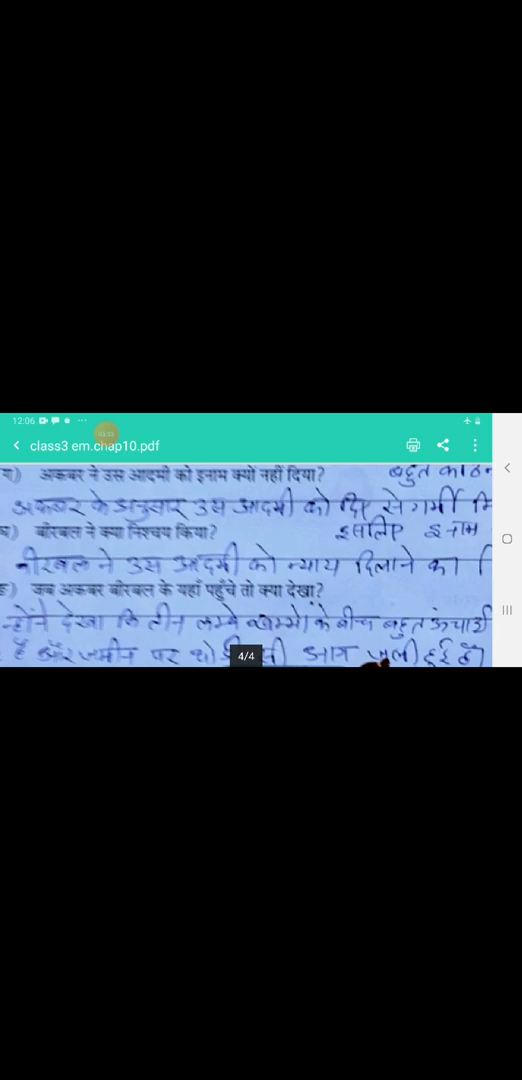 12:06
class3 em.chap10.pdf
ग) अकबर ने उस आदमी को इनाम क्यों नहीं दिया?
बहुत
अकबर के अनुसार उस आदमी को दिए से गर्मी
इसलिए इनाम
घ) बीरबल ने क्या निश्चय किया?
बीरबल ने उस आदमी को न्याय दिलाने का
ङ) जब अकबर बीरबल के यहाँ पहुँचे तो क्या देखा?
न्होंने देखा कि तीन लम्बे खम्मो के बीच बहुत ऊंचाई
है और जमीन पर थोड़ी सी आग जली हुई है।
4/4